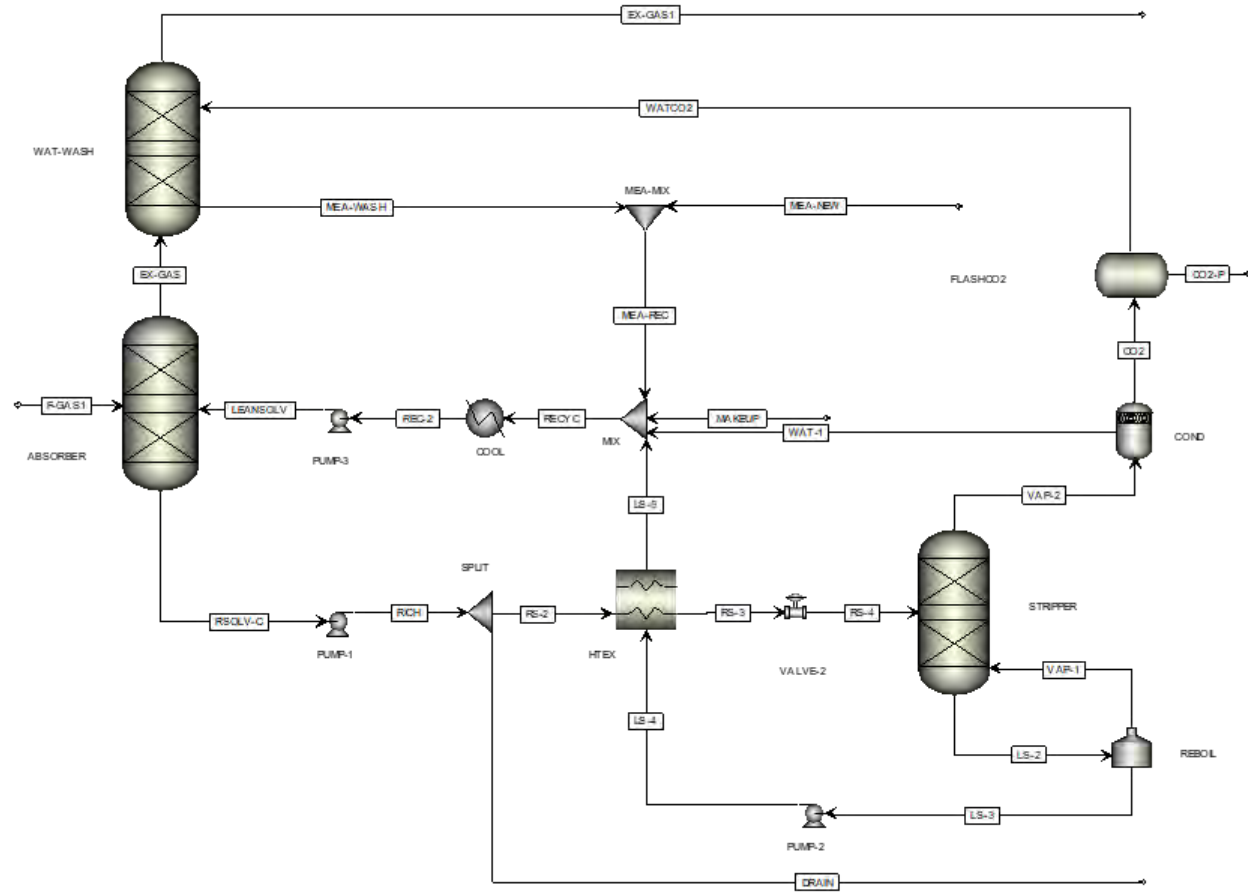 EX-GAS1
WATCO2
WAT-WASH
MEA-MIX
MEA-WASH
MEA-NEW
EX-GAS
FLASHCO2
CO2-P
MEA-REC
CO2
F-GAS1
LEANSOLV
REC-2
RECYC
MAKEUP
WAT-1
MIX
COOL
COND
ABSORBER
PUMP-3
VAP-2
LS-5
SPLIT
RSOLV-C
RICH
RS-2
RS-3
RS-4
STRIPPER
PUMP-1
HTEX
VALVE-2
VAP-1
LS-4
LS-2
REBOIL
LS-3
PUMP-2
DRAIN